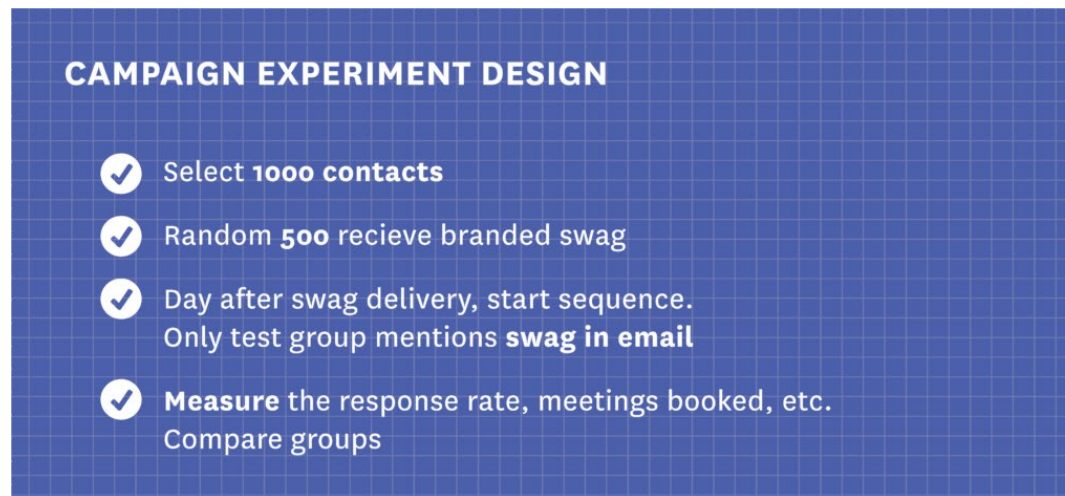 CAMPAIGN EXPERIMENT DESIGN
Select 1000 contacts
Random 500 recieve branded swag
Day after swag delivery, start sequence.
Only test group mentions swag in email
Measure the response rate, meetings booked, etc.
Compare groups